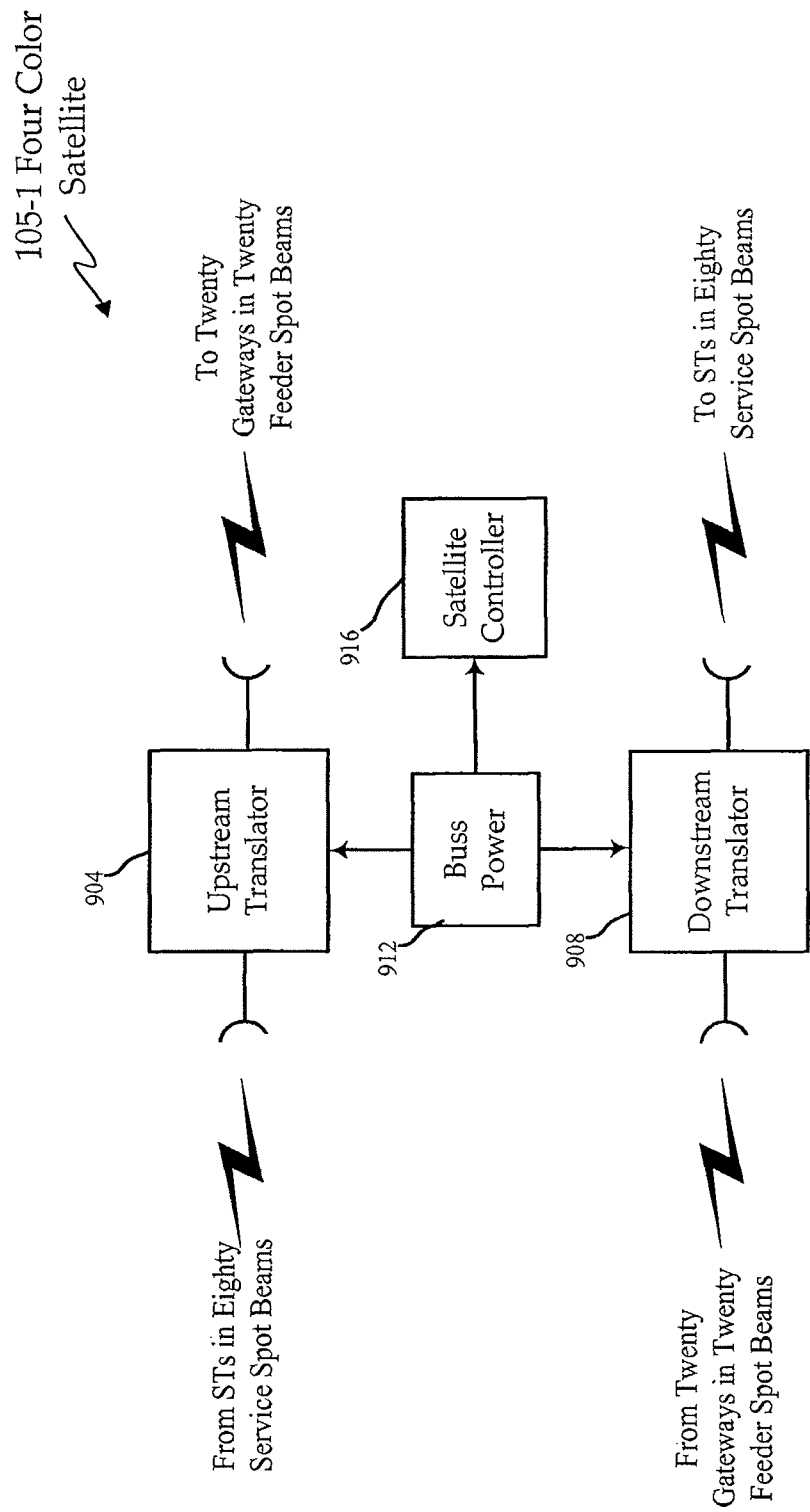 105-1 Four Color
Satellite
From STs in Eighty
Service Spot Beams
904
Upstream
Translator
To Twenty
Gateways in Twenty
Feeder Spot Beams
912
Buss
Power
916
Satellite
Controller
From Twenty
Gateways in Twenty
Feeder Spot Beams
908
Downstream
Translator
To STs in Eighty
Service Spot Beams